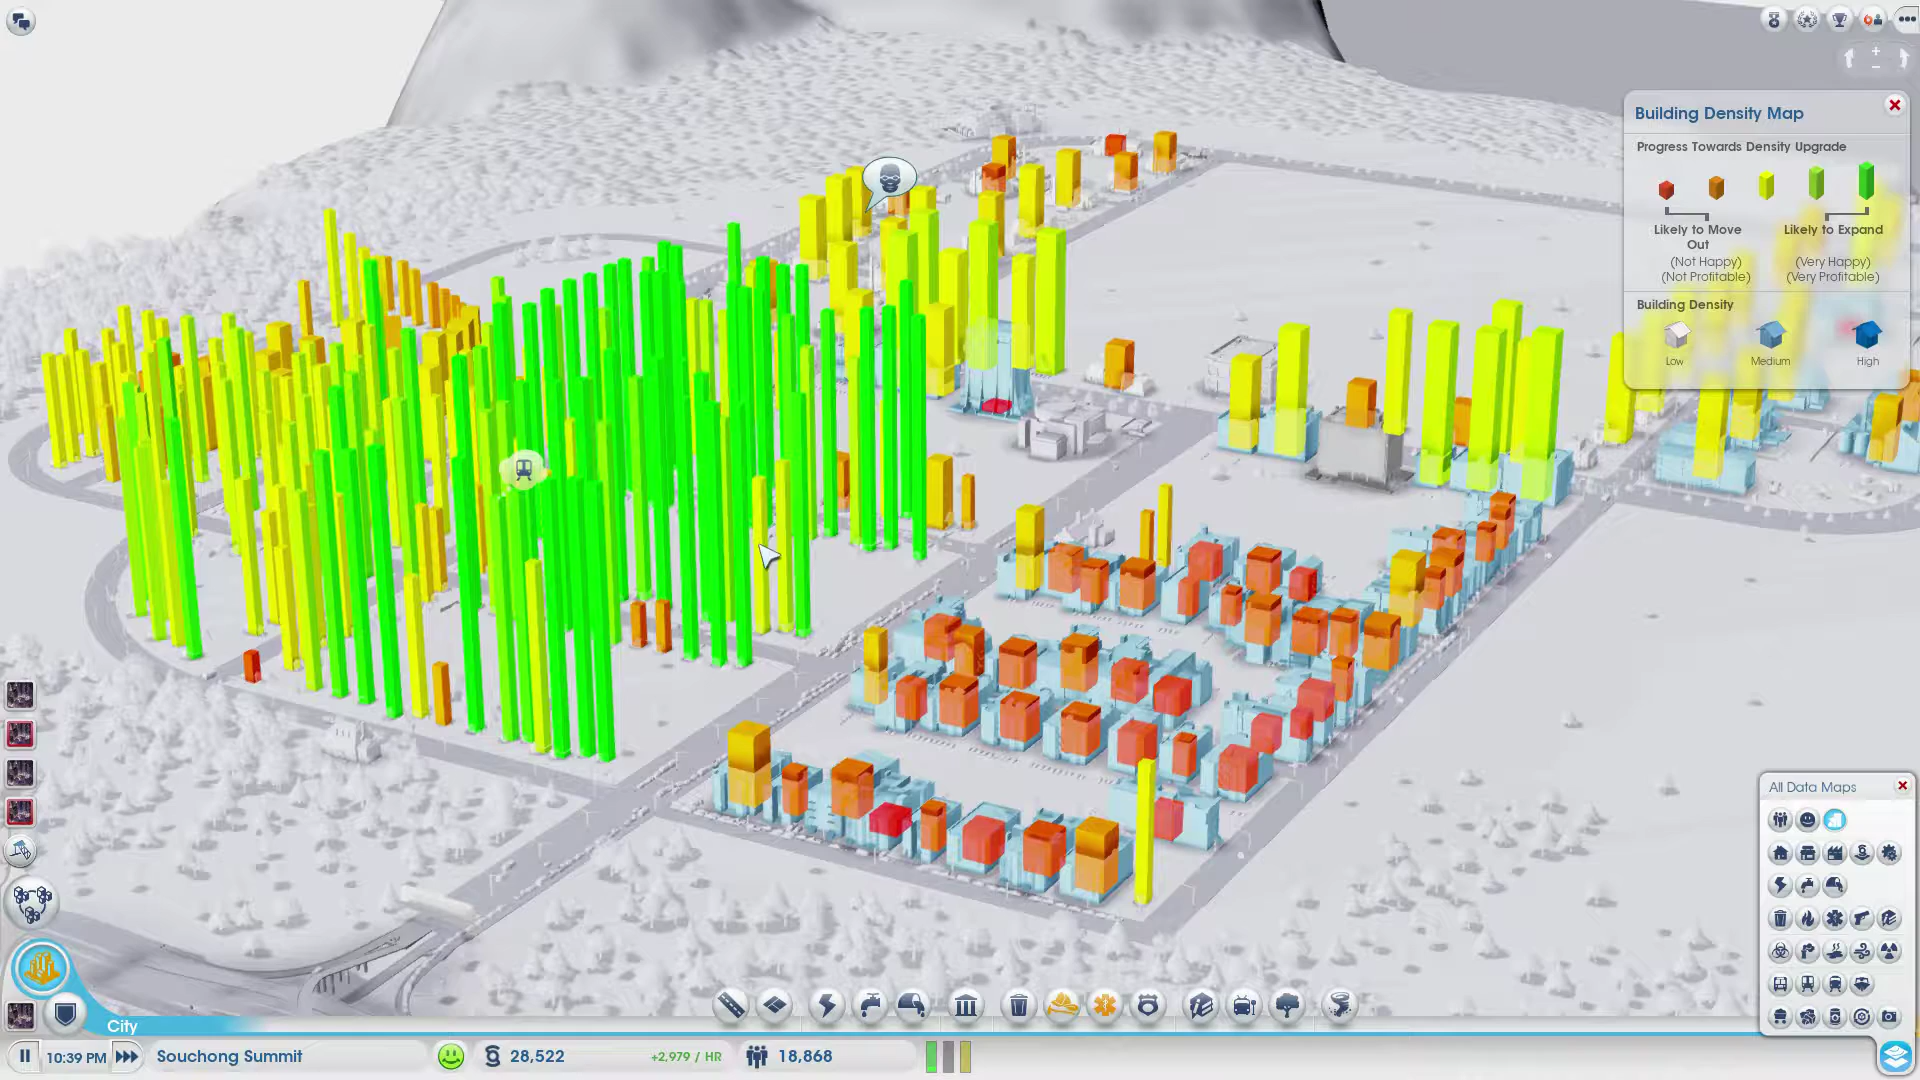 Building Density Map
Progress Towards Density Upgrade
Likely to Move Out
Likely to Expand
(Not Happy)
(Very Happy)
(Not Profitable)
(Very Profitable)
Building Density
Low
Medium
High
All Data Maps
City
10:39 PM
Souchong Summit
28,522
+2,979 / HR
18,868